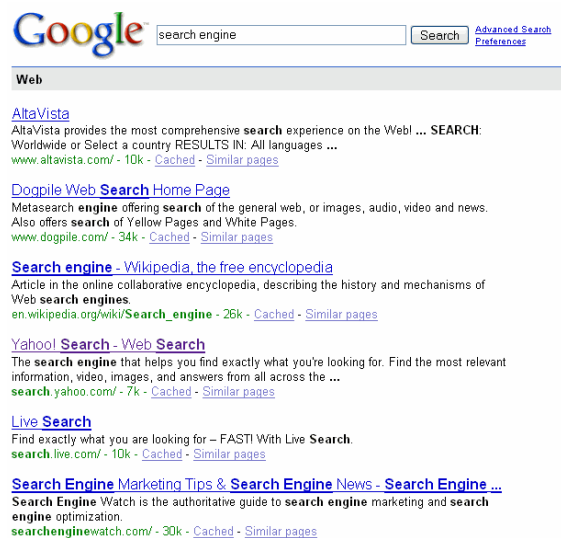 Google™ search engine Search Advanced Search
Preferences
Web
AltaVista
AltaVista provides the most comprehensive search experience on the Web! ... SEARCH:
Worldwide or Select a country RESULTS IN: All languages ...
www.altavista.com/ - 10k - Cached - Similar pages
Dogpile Web Search Home Page
Metasearch engine offering search of the general web, or images, audio, video and news.
Also offers search of Yellow Pages and White Pages.
www.dogpile.com/ - 34k - Cached - Similar pages
Search engine - Wikipedia, the free encyclopedia
Article in the online collaborative encyclopedia, describing the history and mechanisms of
Web search engines.
en.wikipedia.org/wiki/Search_engine - 26k - Cached - Similar pages
Yahoo! Search - Web Search
The search engine that helps you find exactly what you're looking for. Find the most relevant
information, video, images, and answers from all across the ...
search.yahoo.com/ - 7k - Cached - Similar pages
Live Search
Find exactly what you are looking for – FAST! With Live Search.
search.live.com/ - 10k - Cached - Similar pages
Search Engine Marketing Tips & Search Engine News - Search Engine ...
Search Engine Watch is the authoritative guide to search engine marketing and search
engine optimization.
searchenginewatch.com/ - 30k - Cached - Similar pages